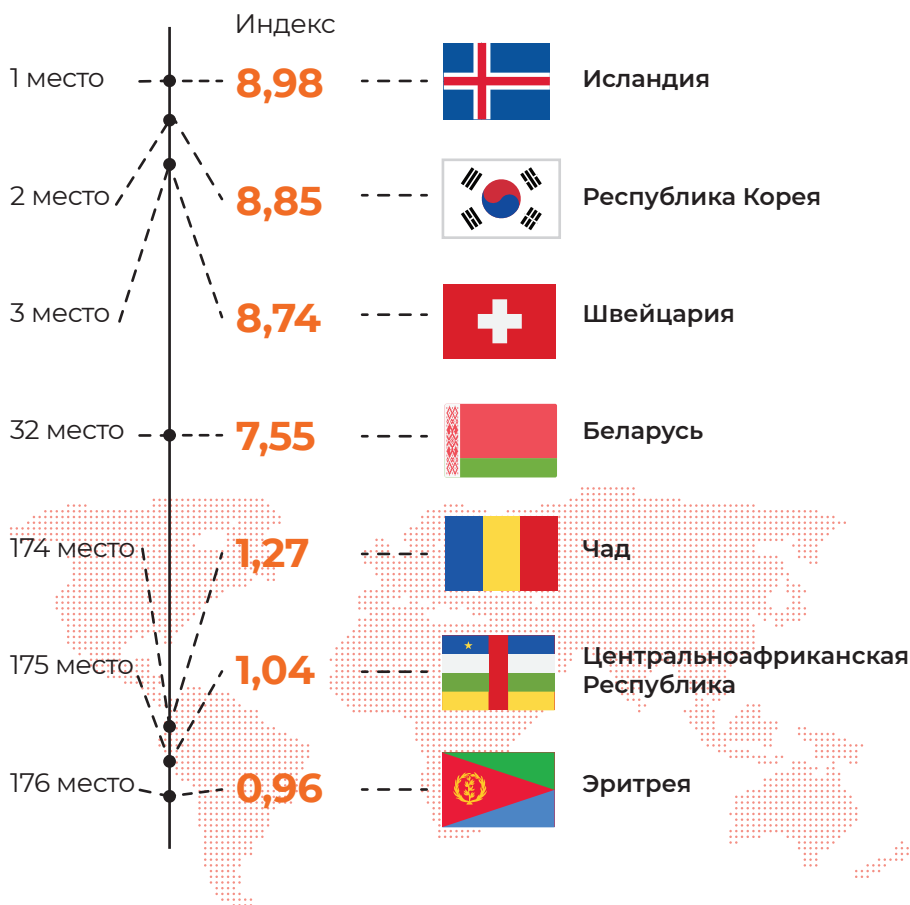 Индекс
1 место 8,98 Исландия
2 место 8,85 Республика Корея
3 место 8,74 Швейцария
32 место 7,55 Беларусь
174 место 1,27 Чад
175 место 1,04 Центральноафриканская
Республика
176 место 0,96 Эритрея